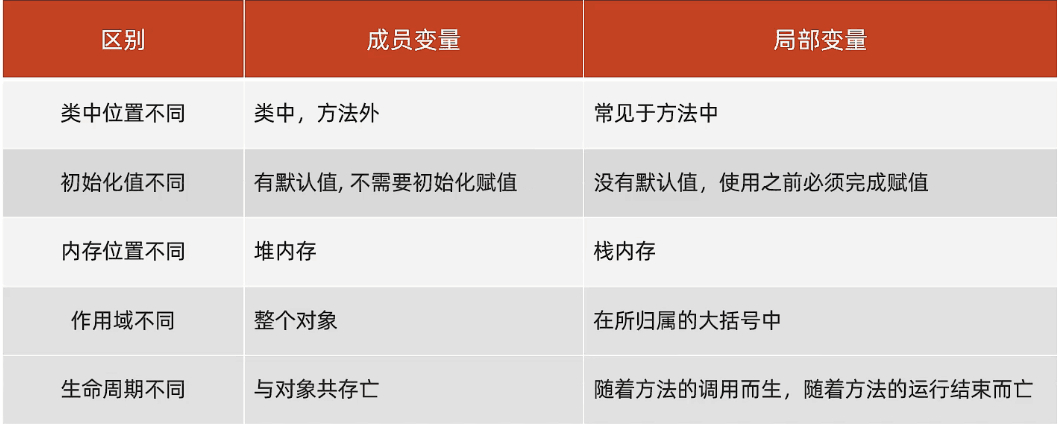 区别 成员变量 局部变量
类中位置不同 类中，方法外 常见于方法中
初始化值不同 有默认值, 不需要初始化赋值 没有默认值，使用之前必须完成赋值
内存位置不同 堆内存 栈内存
作用域不同 整个对象 在所归属的大括号中
生命周期不同 与对象共存亡 随着方法的调用而生，随着方法的运行结束而亡